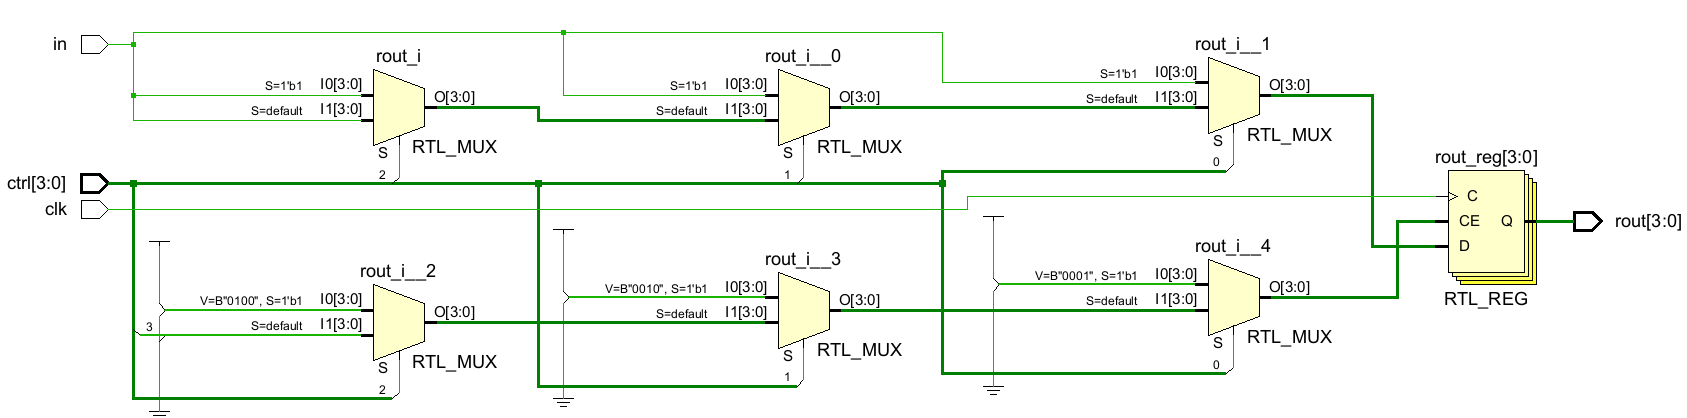 in
rout_i
S=1'b1 I0[3:0]
S=default I1[3:0]
O[3:0]
S
RTL_MUX
2
rout_i__0
S=1'b1 I0[3:0]
S=default I1[3:0]
O[3:0]
S
RTL_MUX
1
rout_i__1
S=1'b1 I0[3:0]
S=default I1[3:0]
O[3:0]
S
RTL_MUX
0
ctrl[3:0]
clk
rout_i__2
V=B"0100", S=1'b1 I0[3:0]
3 S=default I1[3:0]
O[3:0]
S
RTL_MUX
2
rout_i__3
V=B"0010", S=1'b1 I0[3:0]
S=default I1[3:0]
O[3:0]
S
RTL_MUX
1
rout_i__4
V=B"0001", S=1'b1 I0[3:0]
S=default I1[3:0]
O[3:0]
S
RTL_MUX
0
rout_reg[3:0]
C
CE Q
D
RTL_REG
rout[3:0]